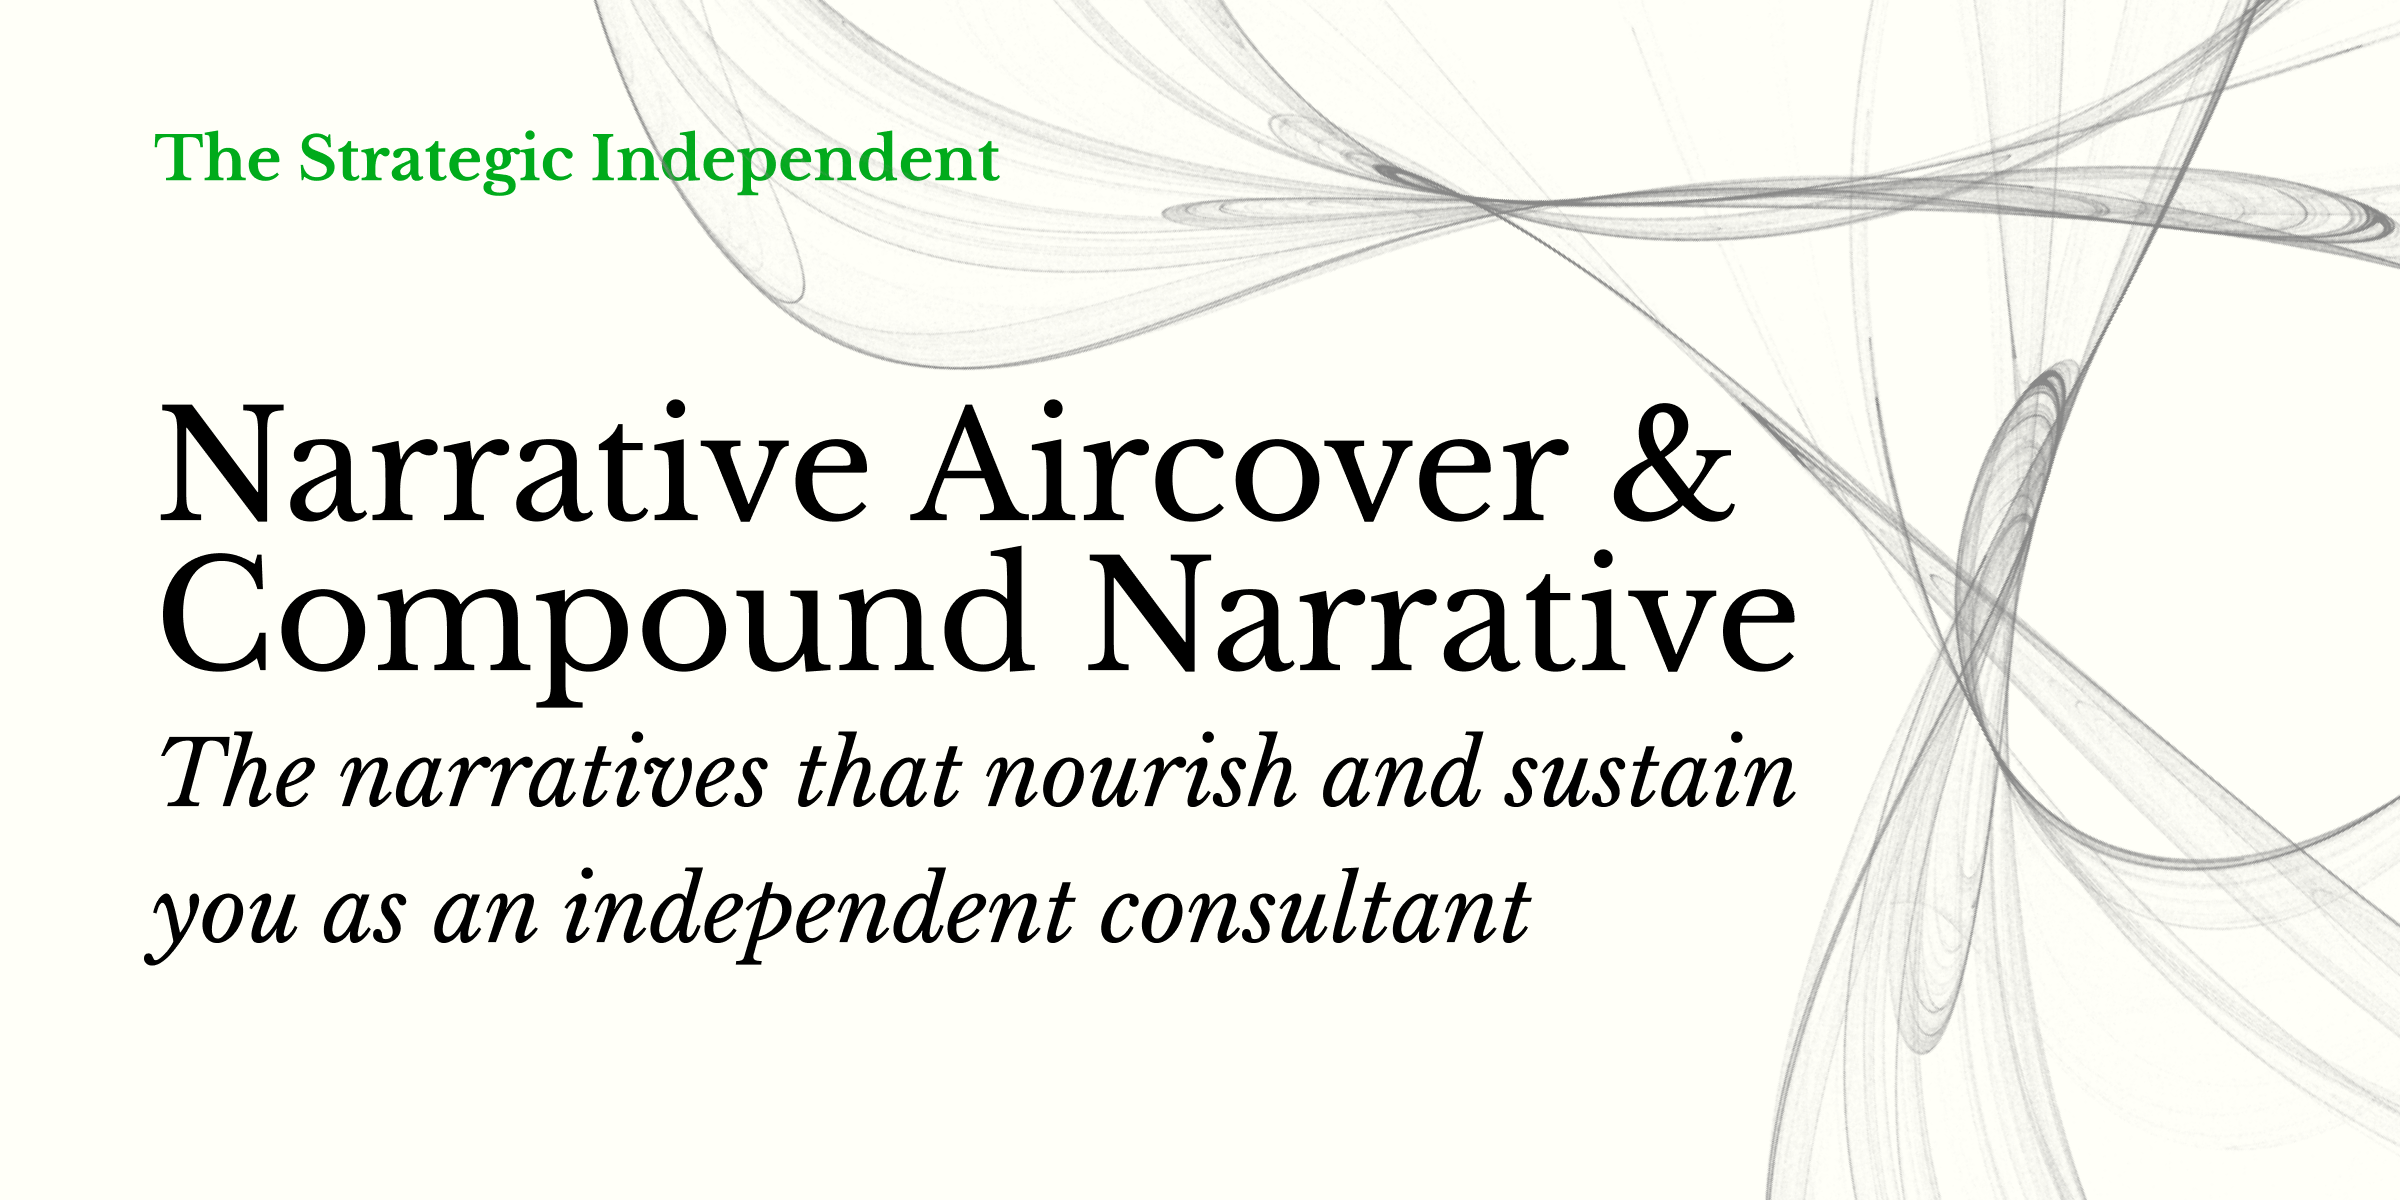 The Strategic Independent
Narrative Aircover &
Compound Narrative
The narratives that nourish and sustain
you as an independent consultant